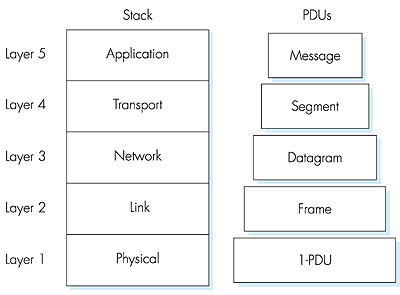 Stack PDUs
Layer 5 Application Message
Layer 4 Transport Segment
Layer 3 Network Datagram
Layer 2 Link Frame
Layer 1 Physical 1-PDU